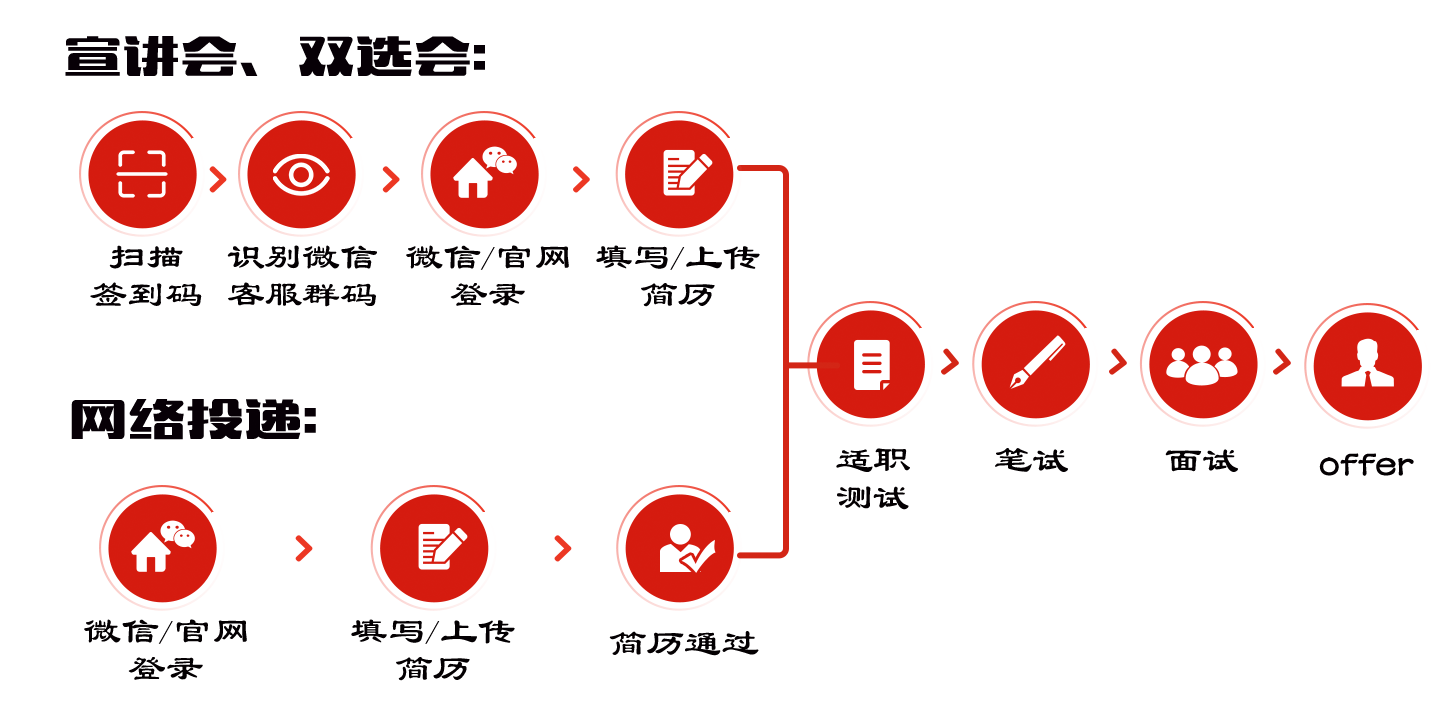 宣讲会、双选会:
扫描
签到码
识别微信
客服群码
微信/官网
登录
填写/上传
简历
适职
测试
笔试
面试
offer
网络投递:
微信/官网
登录
填写/上传
简历
简历通过